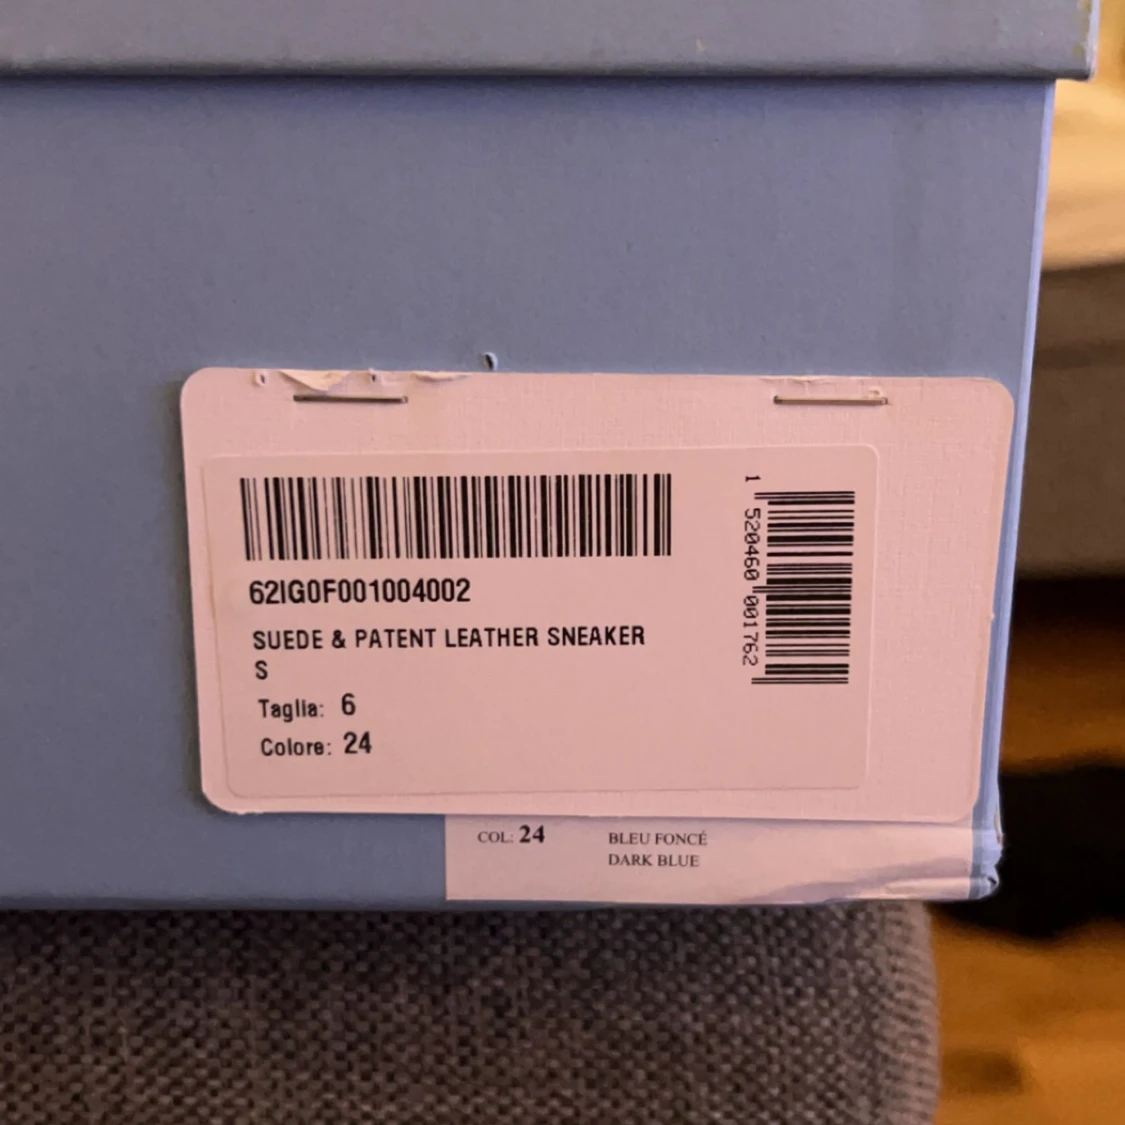 62IG0F001004002
SUEDE & PATENT LEATHER SNEAKER
S
Taglia: 6
Colore: 24
1 520460 001762
COL: 24 BLEU FONCÉ
DARK BLUE